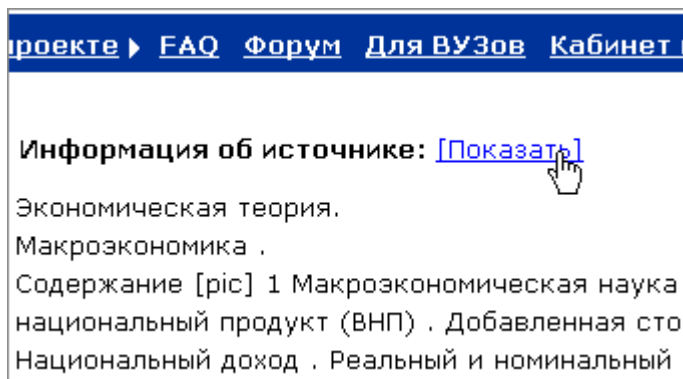 проекте FAQ Форум Для ВУЗов Кабинет
Информация об источнике: [Показать]
Экономическая теория.
Макроэкономика .
Содержание [pic] 1 Макроэкономическая наука
национальный продукт (ВНП) . Добавленная сто
Национальный доход . Реальный и номинальный